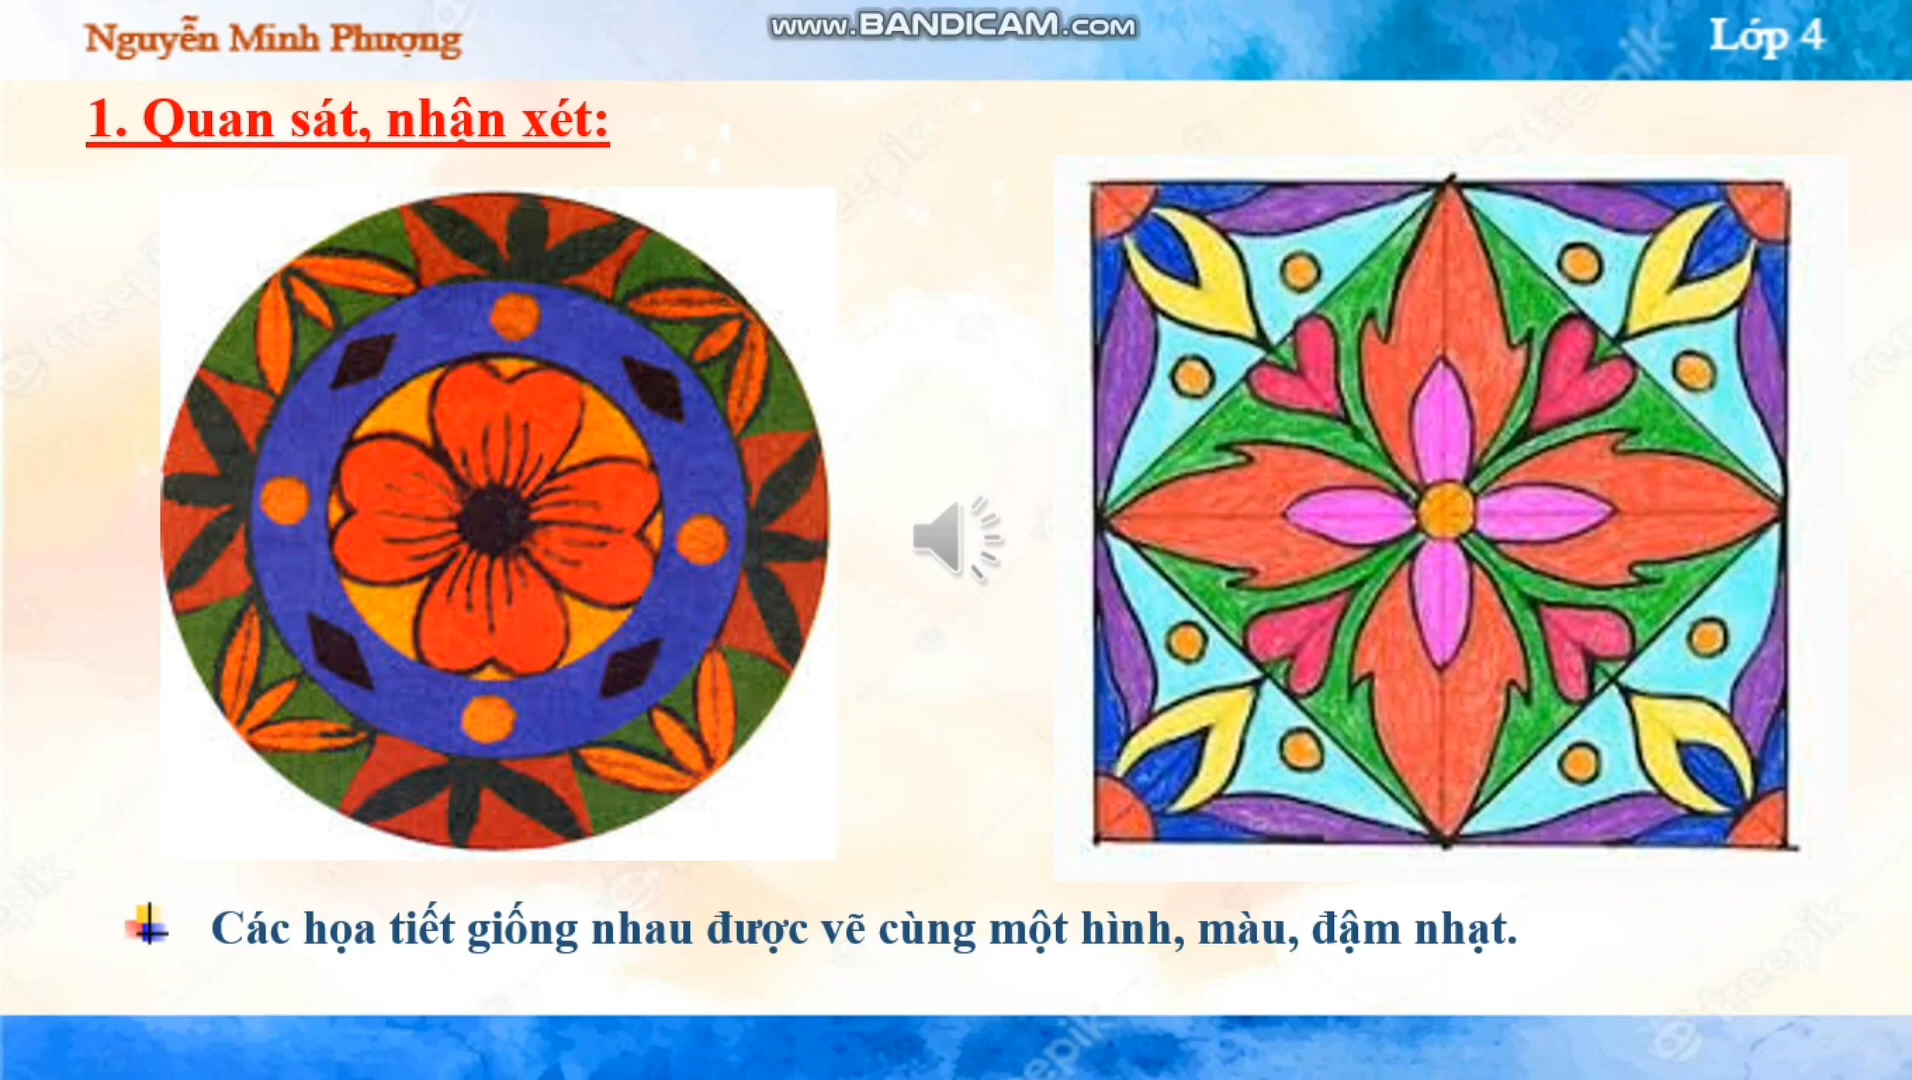 Nguyễn Minh Phượng
www.BANDICAM.com
Lớp 4
1. Quan sát, nhận xét:
Các họa tiết giống nhau được vẽ cùng một hình, màu, đậm nhạt.